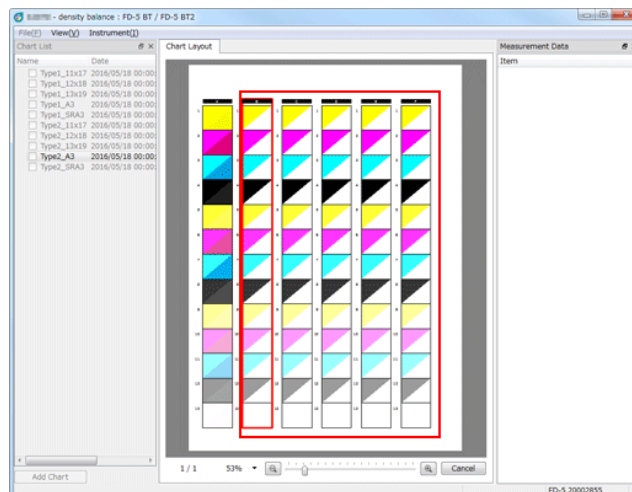 - density balance : FD-5 BT / FD-5 BT2
File(F) View(V) Instrument(I)
Chart List
Name Date
Type1_11x17 2016/05/18 00:00:
Type1_12x18 2016/05/18 00:00:
Type1_13x19 2016/05/18 00:00:
Type1_A3 2016/05/18 00:00:
Type1_SRA3 2016/05/18 00:00:
Type2_11x17 2016/05/18 00:00:
Type2_12x18 2016/05/18 00:00:
Type2_13x19 2016/05/18 00:00:
Type2_A3 2016/05/18 00:00:
Type2_SRA3 2016/05/18 00:00:
Add Chart
Chart Layout
1 / 1 53% Cancel
Measurement Data
Item
FD-5 20002855